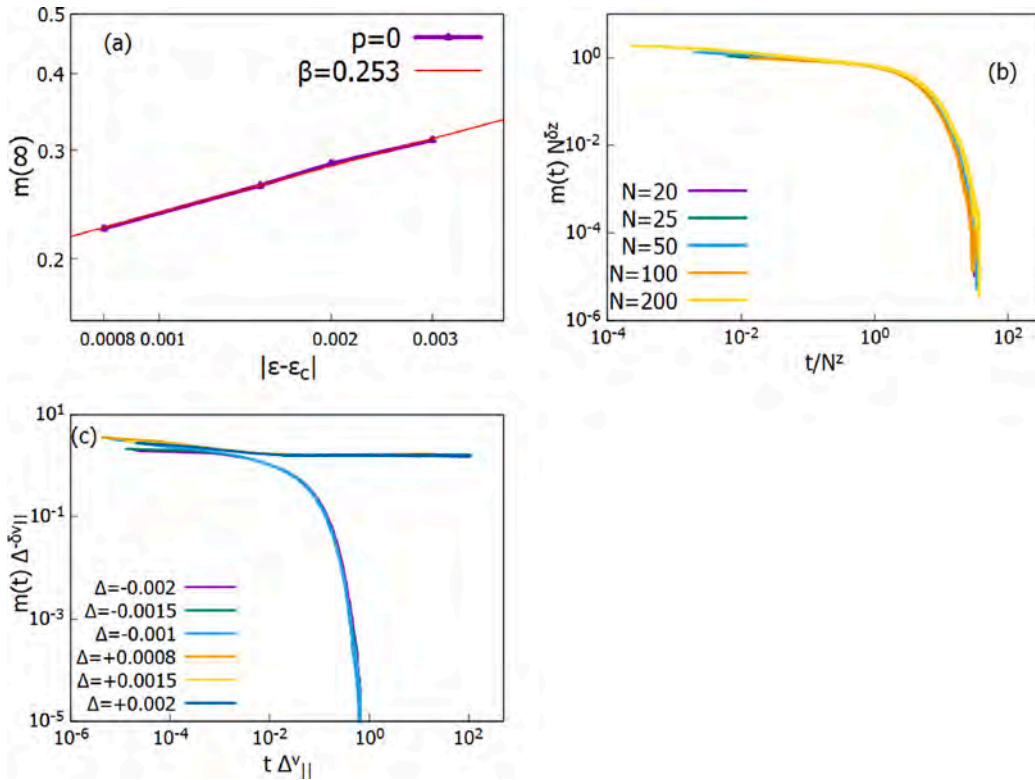 (a)
p=0
β=0.253
0.5
0.4
0.3
0.2
m(∞)
0.0008 0.001 0.002 0.003
|ε-εc|
(b)
10^0
10^-2
10^-4
10^-6
m(t) N^δz
N=20
N=25
N=50
N=100
N=200
10^-4 10^-2 10^0 10^2
t/N^z
(c)
10^1
10^-1
10^-3
10^-5
m(t) Δ^-δν||
Δ=-0.002
Δ=-0.0015
Δ=-0.001
Δ=+0.0008
Δ=+0.0015
Δ=+0.002
10^-6 10^-4 10^-2 10^0 10^2
t Δ^ν||